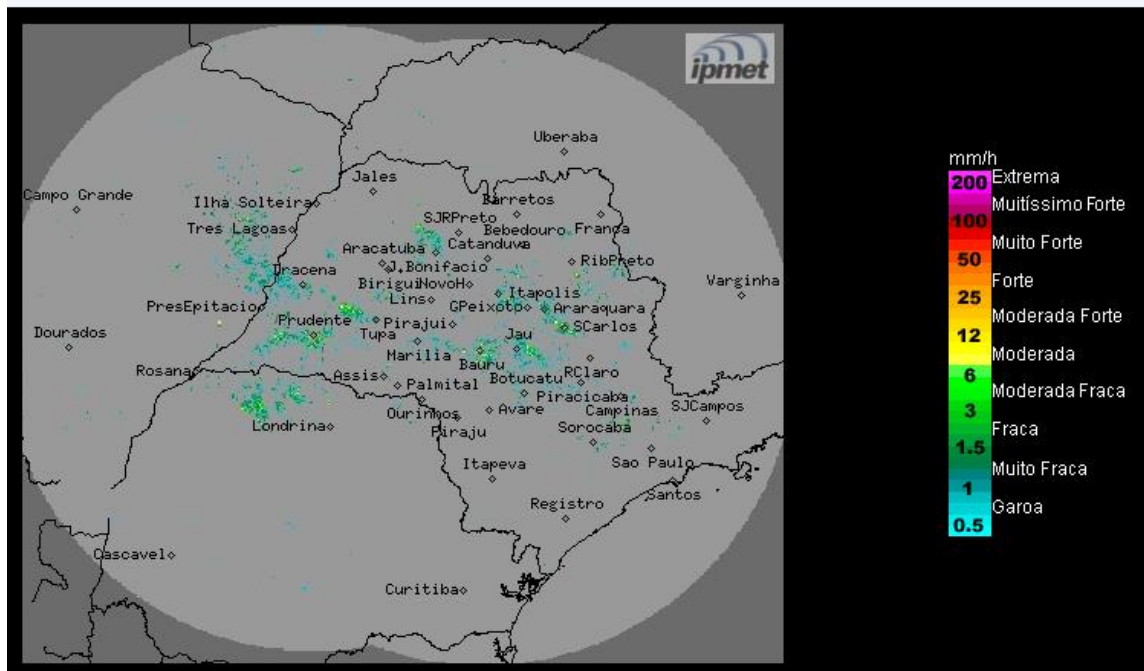 ipmet
Uberaba
Campo Grande
Jales
Ilha Solteira
Barretos
SJRPreto
Franca
Tres Lagoas
Bebedouro
Aracatuba
Catanduva
J.Bonifacio
RibPreto
Dracena
Birigui
NovoH
Varginha
Itapolis
Lins
PresEpitacio
GPeixoto
Araraquara
Prudente
Tupa
Pirajui
SCarlos
Dourados
Jau
Marilia
Bauru
Rosana
Assis
RClaro
Palmital
Botucatu
Piracicaba
Ourinhos
Avare
Campinas
SJCampos
Londrina
Piraju
Sorocaba
Itapeva
Sao Paulo
Santos
Registro
Cascavel
Curitiba
mm/h
200 Extrema
Muitíssimo Forte
100
Muito Forte
50
Forte
25
Moderada Forte
12
Moderada
6
Moderada Fraca
3
Fraca
1.5
Muito Fraca
1
Garoa
0.5